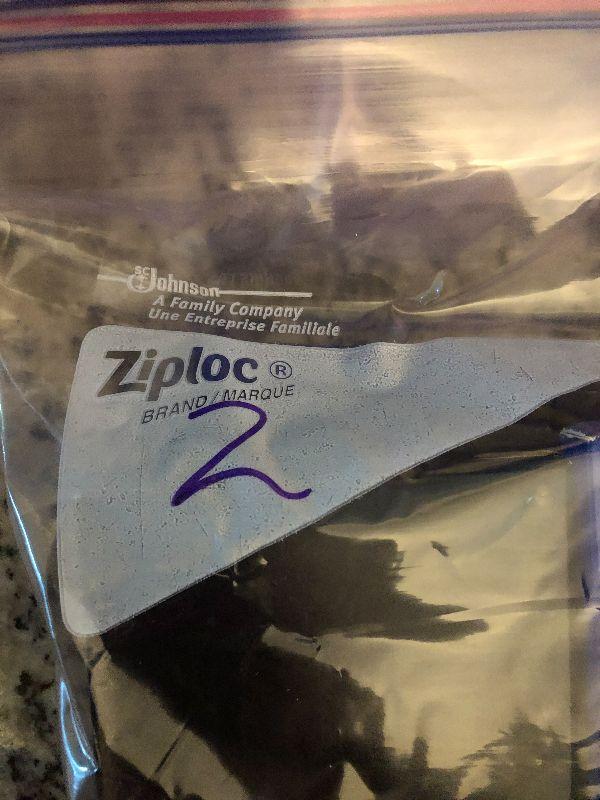 SC Johnson
A Family Company
Une Entreprise Familiale
Ziploc®
BRAND/MARQUE
2